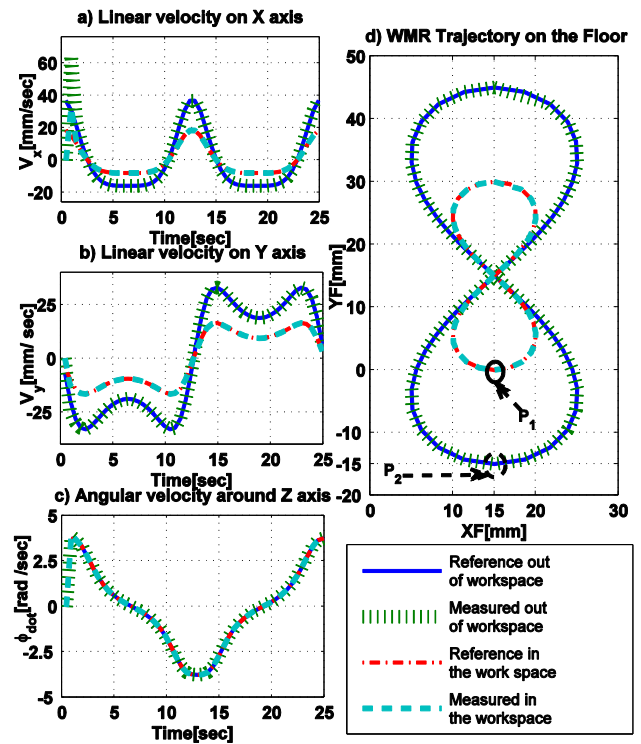 a) Linear velocity on X axis
60
40
20
0
-20
V_x[mm/sec]
0 5 10 15 20 25
Time[sec]
b) Linear velocity on Y axis
25
0
-25
V_y[mm/ sec]
0 5 10 15 20 25
Time[sec]
c) Angular velocity around Z axis
5
2.5
0
-2.5
-5
ϕ_dot[rad /sec]
0 5 10 15 20 25
Time[sec]
d) WMR Trajectory on the Floor
50
40
30
20
10
0
-10
-15
-20
YF[mm]
P_1
P_2
0 10 15 20 30
XF[mm]
Reference out
of workspace
Measured out
of workspace
Reference in
the work space
Measured in
the workspace